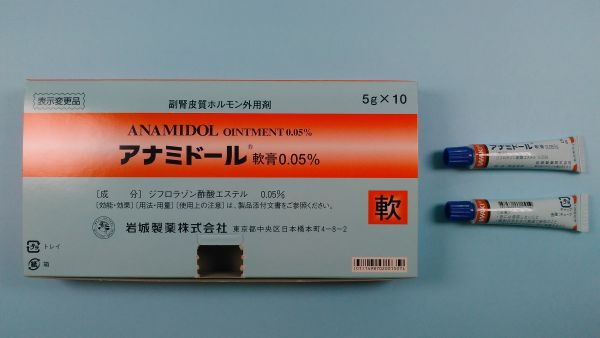 表示変更品
副腎皮質ホルモン外用剤
5g×10
ANAMIDOL OINTMENT 0.05%
アナミドール® 軟膏 0.05%
〔成 分〕ジフロラゾン酢酸エステル 0.05%
〔効能・効果〕〔用法・用量〕〔使用上の注意〕は、製品添付文書をご参照ください。
軟
岩城製薬株式会社 東京都中央区日本橋本町4-8-2
プラ トレイ
紙 箱
アナミドール軟膏0.05%
IWAKI
IWAKI